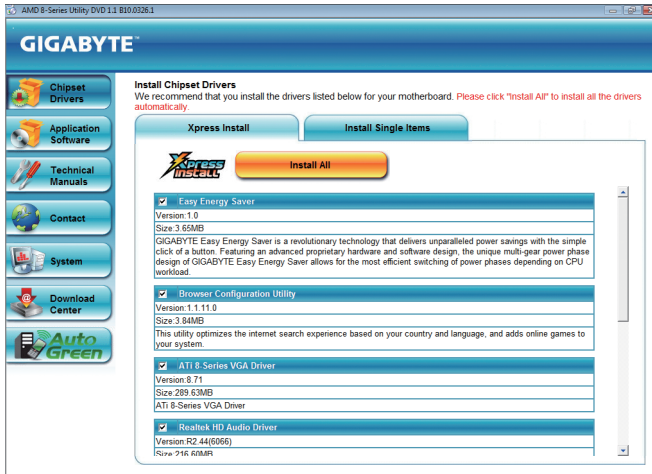 AMD 8-Series Utility DVD 1.1 B10.0326.1
GIGABYTE™
Chipset
Drivers
Application
Software
Technical
Manuals
Contact
System
Download
Center
Auto
Green
Install Chipset Drivers
We recommend that you install the drivers listed below for your motherboard. Please click "Install All" to install all the drivers
automatically.
Xpress Install
Install Single Items
Xpress
Install
Install All
Easy Energy Saver
Version:1.0
Size:3.65MB
GIGABYTE Easy Energy Saver is a revolutionary technology that delivers unparalleled power savings with the simple
click of a button. Featuring an advanced proprietary hardware and software design, the unique multi-gear power phase
design of GIGABYTE Easy Energy Saver allows for the most efficient switching of power phases depending on CPU
workload.
Browser Configuration Utility
Version:1.1.11.0
Size:3.84MB
This utility optimizes the internet search experience based on your country and language, and adds online games to
your system.
ATi 8-Series VGA Driver
Version:8.71
Size:289.63MB
ATi 8-Series VGA Driver
Realtek HD Audio Driver
Version:R2.44(6066)
Size:216.60MB